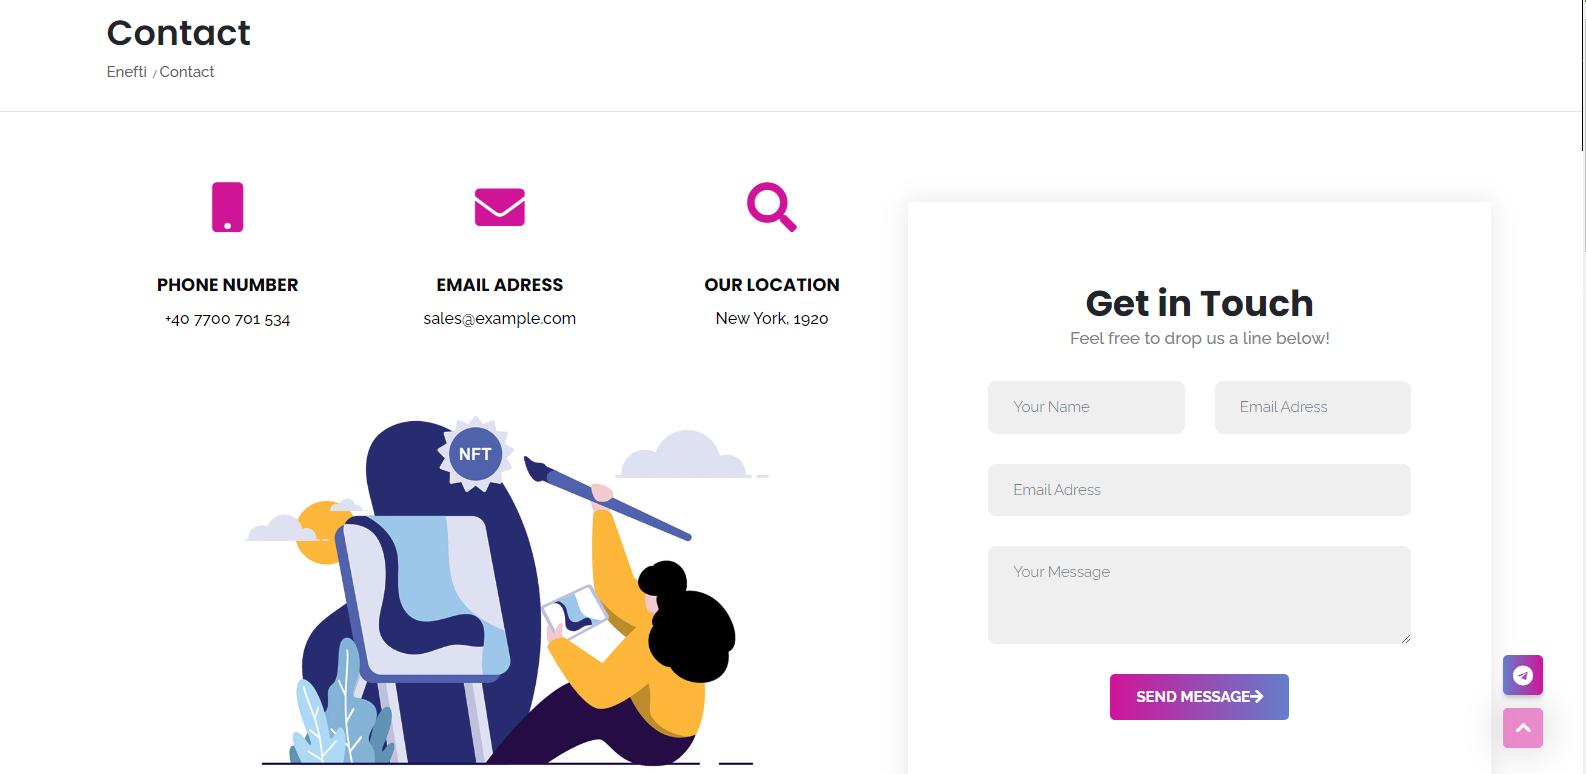 Contact
Enefti / Contact
PHONE NUMBER
+40 7700 701 534
EMAIL ADRESS
sales@example.com
OUR LOCATION
New York, 1920
NFT
Get in Touch
Feel free to drop us a line below!
Your Name
Email Adress
Email Adress
Your Message
SEND MESSAGE